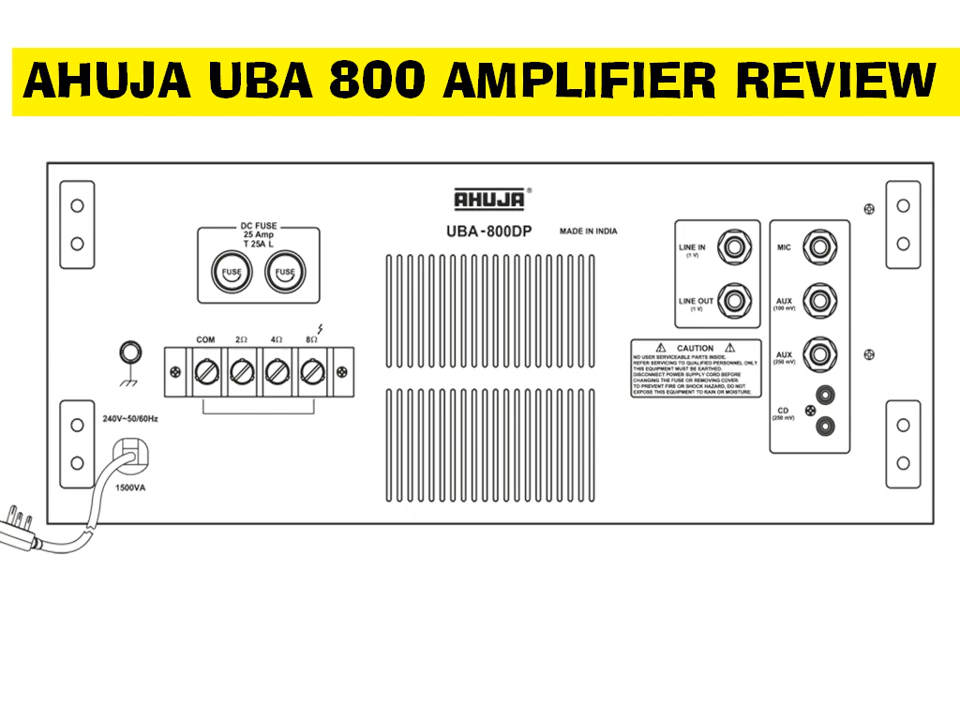 AHUJA UBA 800 AMPLIFIER REVIEW
AHUJA®
UBA-800DP MADE IN INDIA
DC FUSE
25 Amp
T 25A L
FUSE FUSE
LINE IN
(1 V)
LINE OUT
(1 V)
MIC
AUX
(100 mV)
AUX
(250 mV)
CD
(250 mV)
COM 2Ω 4Ω 8Ω
CAUTION
NO USER SERVICEABLE PARTS INSIDE.
REFER SERVICING TO QUALIFIED PERSONNEL ONLY.
THIS EQUIPMENT MUST BE EARTHED.
DISCONNECT POWER SUPPLY CORD BEFORE
CHANGING THE FUSE OR REMOVING COVER.
TO PREVENT FIRE OR SHOCK HAZARD, DO NOT
EXPOSE THIS EQUIPMENT TO RAIN OR MOISTURE.
240V~50/60Hz
1500VA